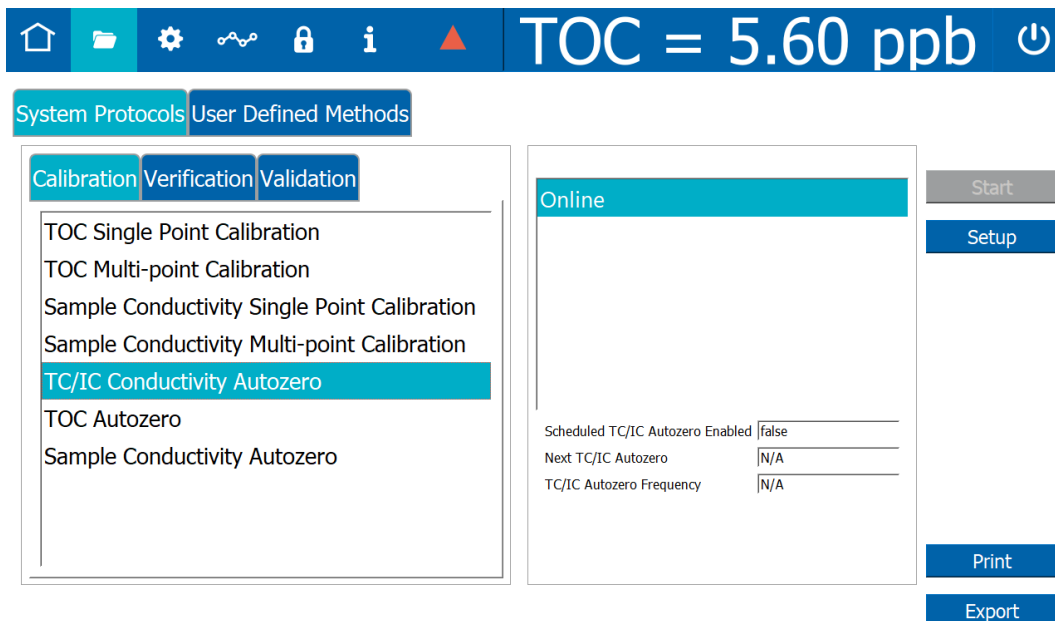 TOC = 5.60 ppb
System Protocols User Defined Methods
Calibration Verification Validation
TOC Single Point Calibration
TOC Multi-point Calibration
Sample Conductivity Single Point Calibration
Sample Conductivity Multi-point Calibration
TC/IC Conductivity Autozero
TOC Autozero
Sample Conductivity Autozero
Online
Scheduled TC/IC Autozero Enabled false
Next TC/IC Autozero N/A
TC/IC Autozero Frequency N/A
Start
Setup
Print
Export